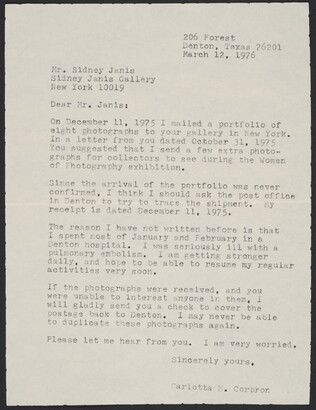 206 Forest
Denton, Texas 76201
March 12, 1976
Mr. Sidney Janis
Sidney Janis Gallery
New York 10019
Dear Mr. Janis:
On December 11, 1975 I mailed a portfolio of
eight photographs to your gallery in New York.
In a letter from you dated October 31, 1975
You suggested that I send a few extra photo-
graphs for collectors to see during the Women
of Photography exhibition.
Since the arrival of the portfolio was never
confirmed, I think I should ask the post office
in Denton to try to trace the shipment. My
receipt is dated December 11, 1975.
The reason I have not written before is that
I spent most of January and February in a
Denton hospital. I was seriously ill with a
pulmonary embolism. I am getting stronger
daily, and hope to be able to resume my regular
activities very soon.
If the photographs were received, and you
were unable to interest anyone in them, I
will gladly send you a check to cover the
postage back to Denton. I may never be able
to duplicate these photographs again.
Please let me hear from you. I am very worried.
Sincerely yours,
Carlotta M. Corpron